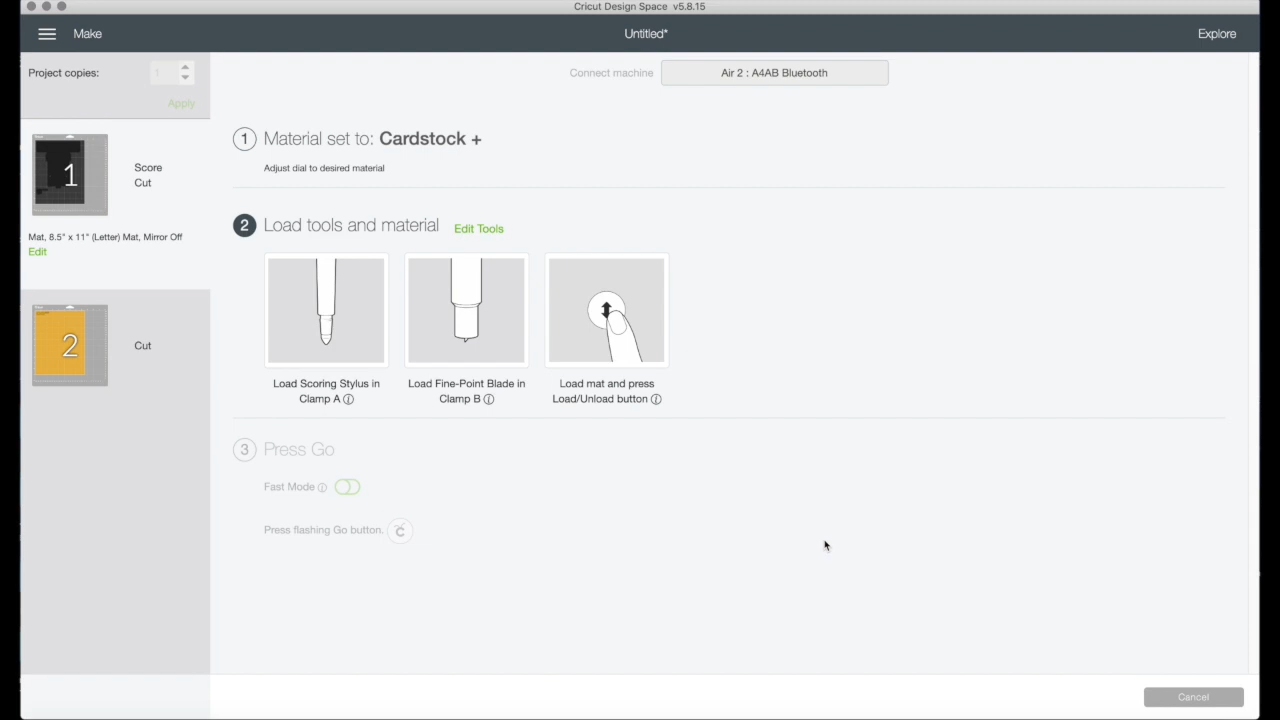 Cricut Design Space v5.8.15
Make
Untitled*
Explore
Project copies:
1
Apply
Connect machine
Air 2 : A4AB Bluetooth
1
Score
Cut
Mat, 8.5" x 11" (Letter) Mat, Mirror Off
Edit
2
Cut
1 Material set to: Cardstock +
Adjust dial to desired material
2 Load tools and material Edit Tools
Load Scoring Stylus in
Clamp A i
Load Fine-Point Blade in
Clamp B i
Load mat and press
Load/Unload button i
3 Press Go
Fast Mode i
Press flashing Go button. C
Cancel